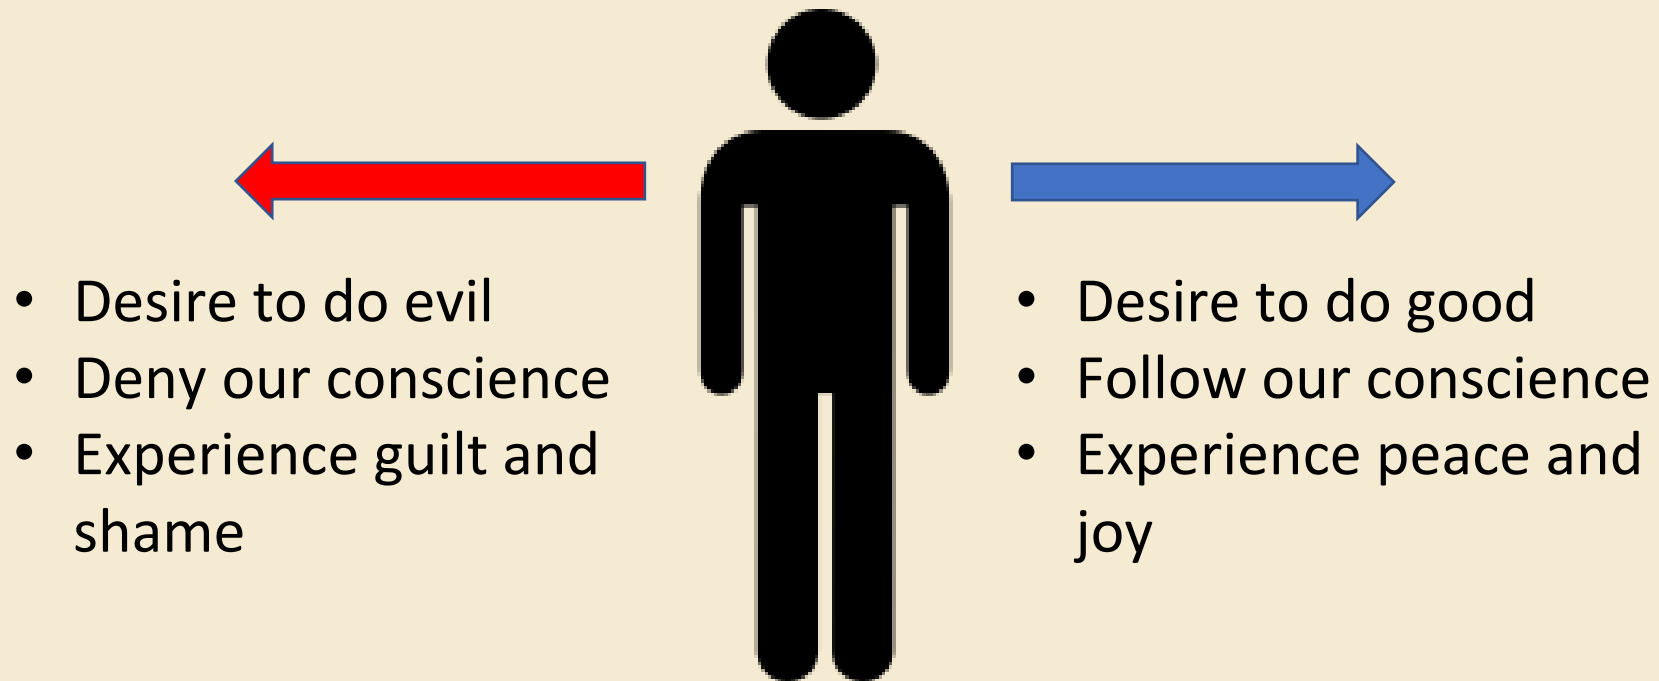 • Desire to do evil
• Deny our conscience
• Experience guilt and
shame
• Desire to do good
• Follow our conscience
• Experience peace and
joy